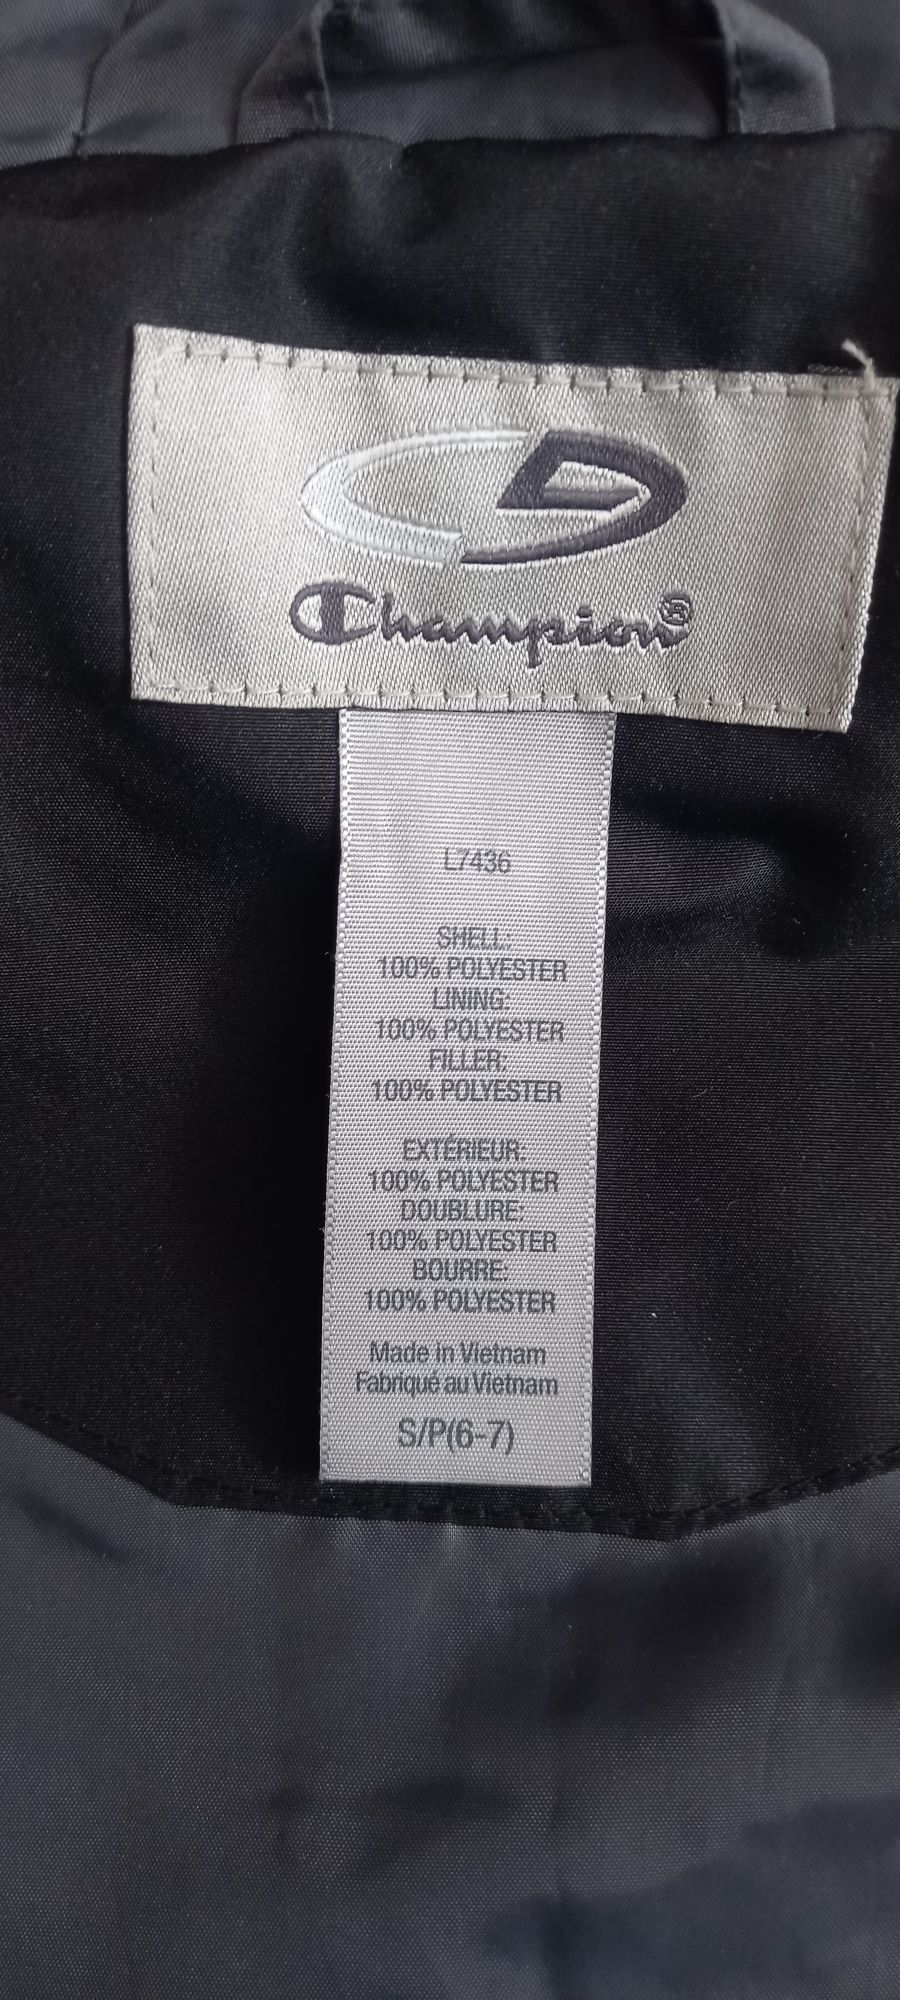 Champion®
L7436
SHELL:
100% POLYESTER
LINING:
100% POLYESTER
FILLER:
100% POLYESTER
EXTÉRIEUR:
100% POLYESTER
DOUBLURE:
100% POLYESTER
BOURRE:
100% POLYESTER
Made in Vietnam
Fabriqué au Vietnam
S/P(6-7)